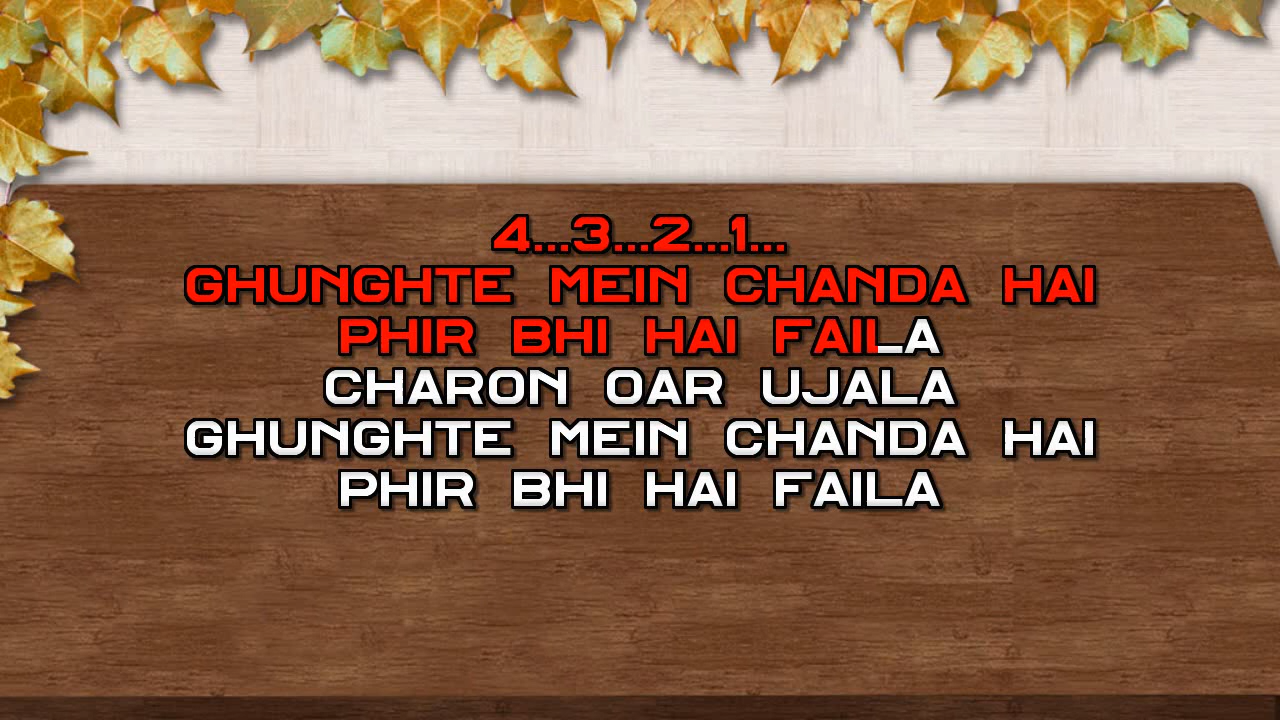 4...3...2...1...
GHUNGHTE MEIN CHANDA HAI
PHIR BHI HAI FAILA
CHARON OAR UJALA
GHUNGHTE MEIN CHANDA HAI
PHIR BHI HAI FAILA